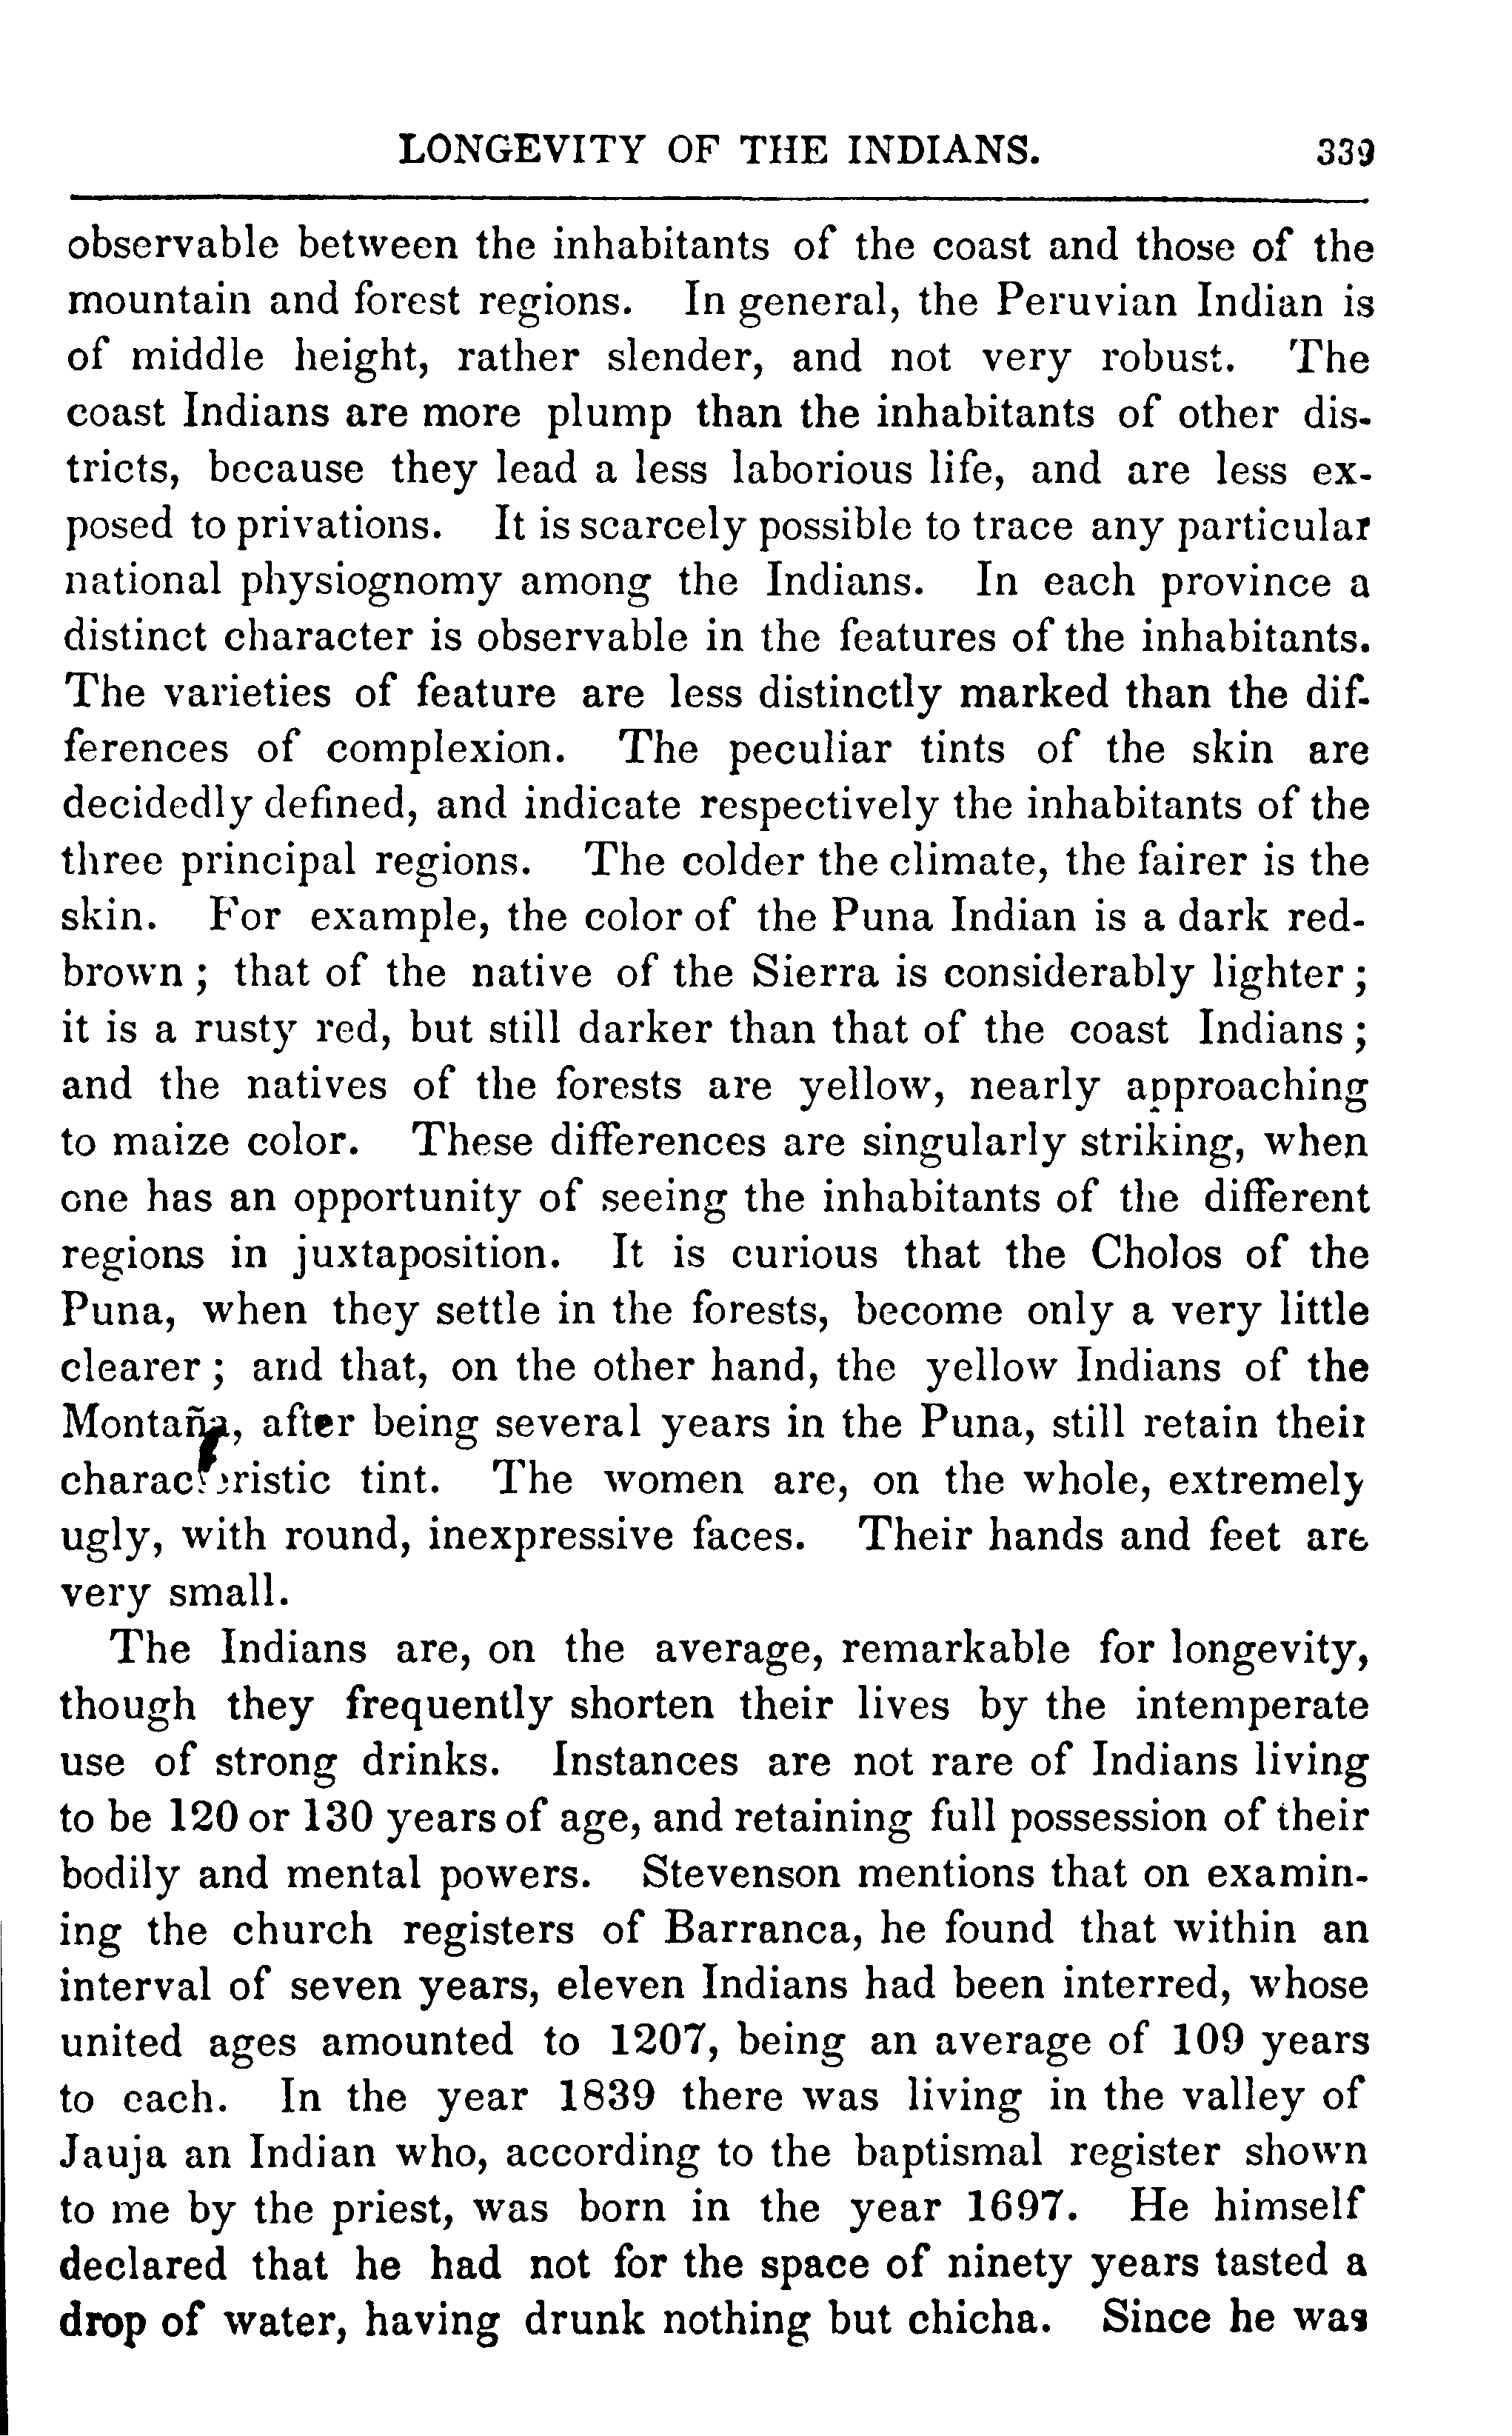 LONGEVITY OF THE INDIANS. 339
observable between the inhabitants of the coast and those of the
mountain and forest regions. In general, the Peruvian Indian is
of middle height, rather slender, and not very robust. The
coast Indians are more plump than the inhabitants of other dis-
tricts, because they lead a less laborious life, and are less ex-
posed to privations. It is scarcely possible to trace any particular
national physiognomy among the Indians. In each province a
distinct character is observable in the features of the inhabitants.
The varieties of feature are less distinctly marked than the dif-
ferences of complexion. The peculiar tints of the skin are
decidedly defined, and indicate respectively the inhabitants of the
three principal regions. The colder the climate, the fairer is the
skin. For example, the color of the Puna Indian is a dark red-
brown ; that of the native of the Sierra is considerably lighter ;
it is a rusty red, but still darker than that of the coast Indians ;
and the natives of the forests are yellow, nearly approaching
to maize color. These differences are singularly striking, when
one has an opportunity of seeing the inhabitants of the different
regions in juxtaposition. It is curious that the Cholos of the
Puna, when they settle in the forests, become only a very little
clearer ; and that, on the other hand, the yellow Indians of the
Montaña, after being several years in the Puna, still retain their
characteristic tint. The women are, on the whole, extremely
ugly, with round, inexpressive faces. Their hands and feet are
very small.
The Indians are, on the average, remarkable for longevity,
though they frequently shorten their lives by the intemperate
use of strong drinks. Instances are not rare of Indians living
to be 120 or 130 years of age, and retaining full possession of their
bodily and mental powers. Stevenson mentions that on examin-
ing the church registers of Barranca, he found that within an
interval of seven years, eleven Indians had been interred, whose
united ages amounted to 1207, being an average of 109 years
to each. In the year 1839 there was living in the valley of
Jauja an Indian who, according to the baptismal register shown
to me by the priest, was born in the year 1697. He himself
declared that he had not for the space of ninety years tasted a
drop of water, having drunk nothing but chicha. Since he was